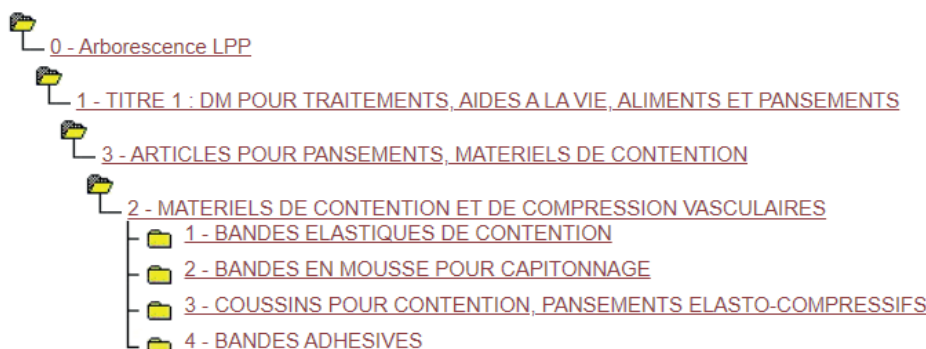 0 - Arborescence LPP
1 - TITRE 1 : DM POUR TRAITEMENTS, AIDES A LA VIE, ALIMENTS ET PANSEMENTS
3 - ARTICLES POUR PANSEMENTS, MATERIELS DE CONTENTION
2 - MATERIELS DE CONTENTION ET DE COMPRESSION VASCULAIRES
1 - BANDES ELASTIQUES DE CONTENTION
2 - BANDES EN MOUSSE POUR CAPITONNAGE
3 - COUSSINS POUR CONTENTION, PANSEMENTS ELASTO-COMPRESSIFS
4 - BANDES ADHESIVES